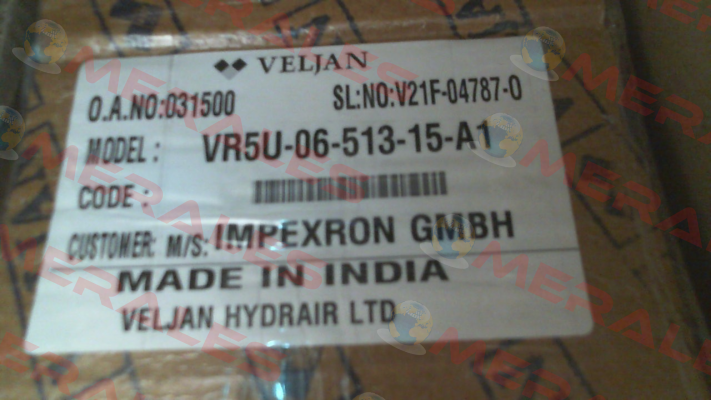 VELJAN
O.A.NO:031500 SL:NO:V21F-04787-0
MODEL: VR5U-06-513-15-A1
CODE:
CUSTOMER: M/S: IMPEXRON GMBH
MADE IN INDIA
VELJAN HYDRAIR LTD